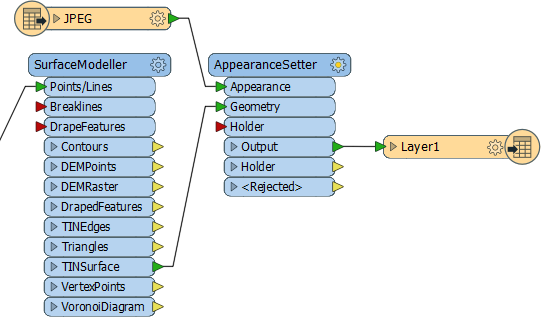 JPEG
SurfaceModeller
Points/Lines
Breaklines
DrapeFeatures
Contours
DEMPoints
DEMRaster
DrapedFeatures
TINEdges
Triangles
TINSurface
VertexPoints
VoronoiDiagram
AppearanceSetter
Appearance
Geometry
Holder
Output
Holder
<Rejected>
Layer1